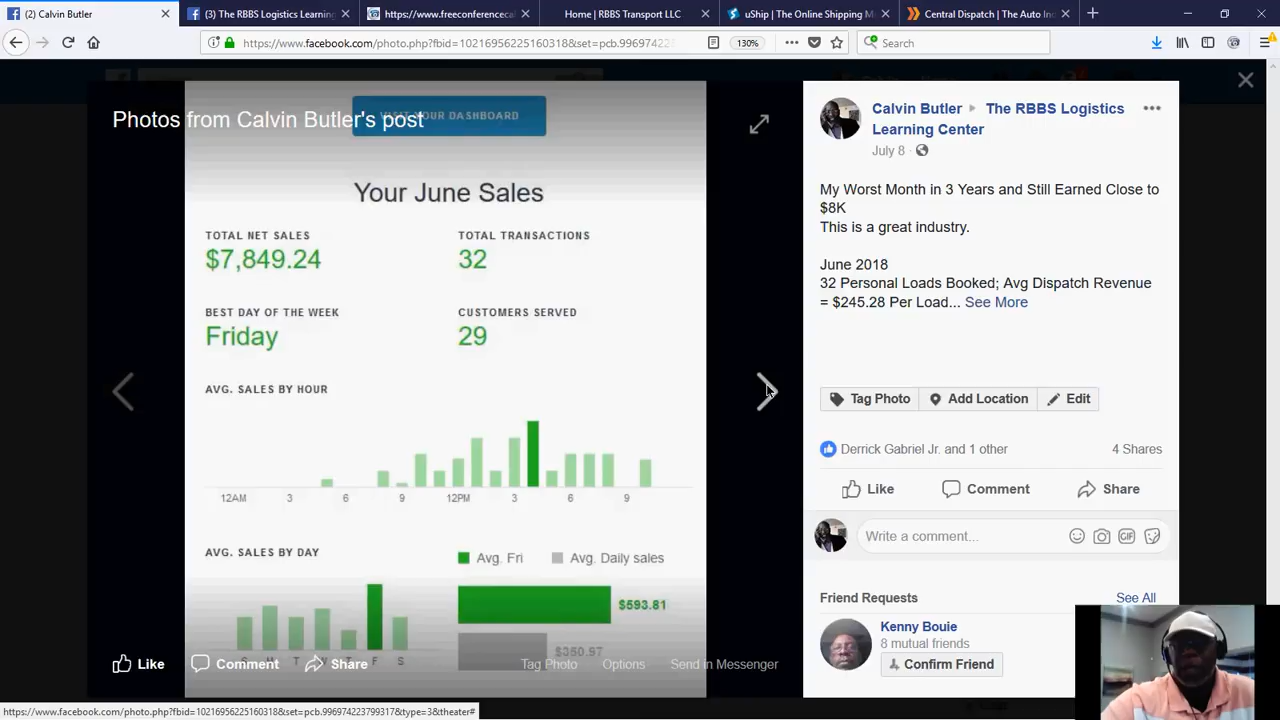 (2) Calvin Butler
(3) The RBBS Logistics Learning
https://www.freeconferenceca
Home | RBBS Transport LLC
uShip | The Online Shipping M
Central Dispatch | The Auto In
https://www.facebook.com/photo.php?fbid=10216956225160318&set=pcb.9969742237
130%
Search
Photos from Calvin Butler's post
DASHBOARD
Your June Sales
TOTAL NET SALES
TOTAL TRANSACTIONS
$7,849.24
32
BEST DAY OF THE WEEK
CUSTOMERS SERVED
Friday
29
AVG. SALES BY HOUR
12AM 3 6 9 12PM 3 6 9
AVG. SALES BY DAY
Avg. Fri
Avg. Daily sales
$593.81
$350.97
T F S
Like
Comment
Share
Tag Photo
Options
Send in Messenger
Calvin Butler
The RBBS Logistics
Learning Center
July 8
My Worst Month in 3 Years and Still Earned Close to
$8K
This is a great industry.
June 2018
32 Personal Loads Booked; Avg Dispatch Revenue
= $245.28 Per Load... See More
Tag Photo
Add Location
Edit
Derrick Gabriel Jr. and 1 other
4 Shares
Like
Comment
Share
Write a comment...
GIF
Friend Requests
See All
Kenny Bouie
8 mutual friends
Confirm Friend
https://www.facebook.com/photo.php?fbid=10216956225160318&set=pcb.996974223799317&type=3&theater#